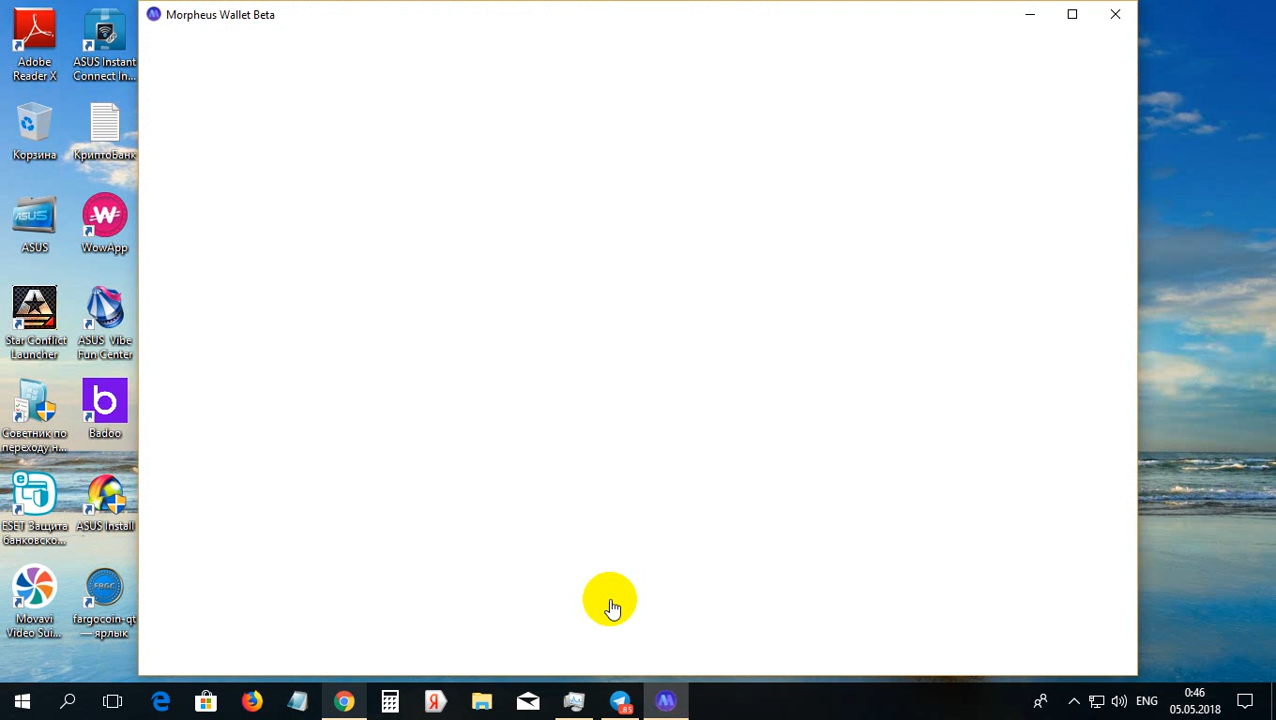 Morpheus Wallet Beta
Adobe
Reader X
ASUS Instant
Connect In...
Корзина
КриптоБанк
ASUS
WowApp
Star Conflict
Launcher
ASUS Vibe
Fun Center
Советник по
переходу н...
Badoo
ESET Защита
банковско...
ASUS Install
Movavi
Video Sui...
FRGC
fargocoin-qt
— ярлык
85
ENG
0:46
05.05.2018